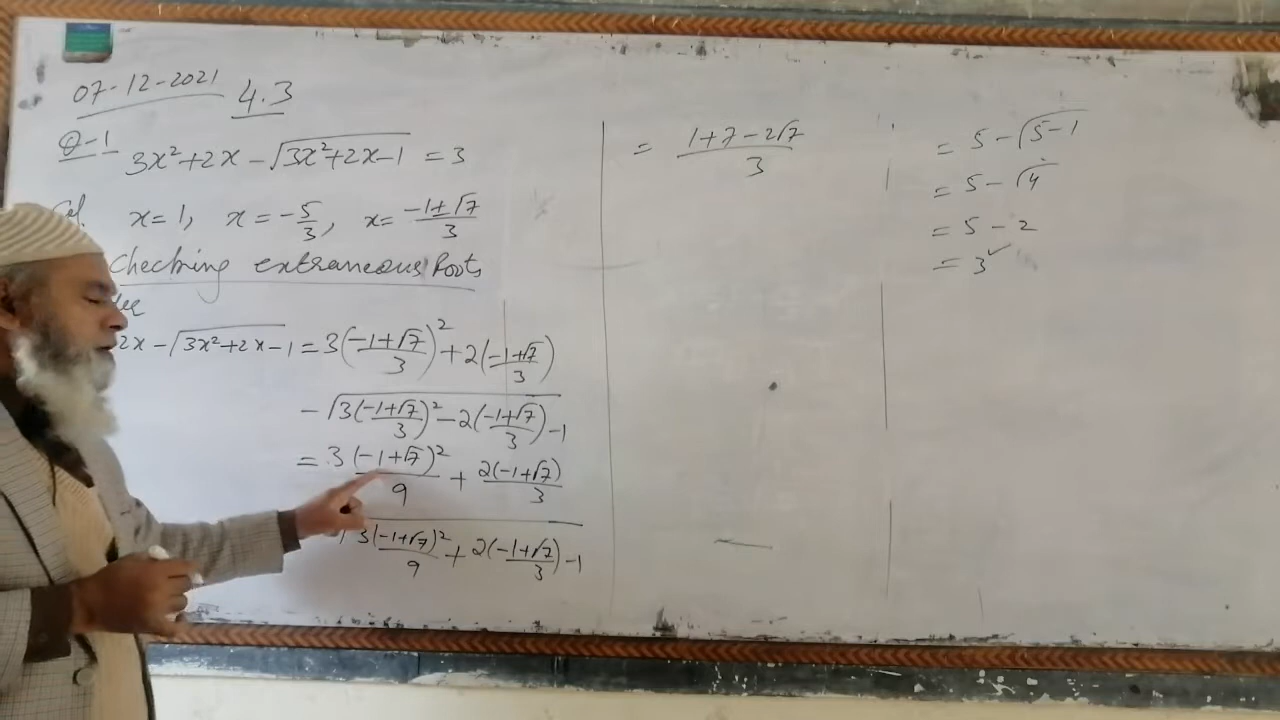 07-12-2021 4.3
Q-1 3x²+2x-√(3x²+2x-1) = 3
x=1, x=-5/3, x=(-1±√7)/3
Checking extraneous Roots
2x-√(3x²+2x-1) = 3((-1+√7)/3)²+2((-1+√7)/3)
-√(3((-1+√7)/3)²-2((-1+√7)/3)-1)
= 3(-1+√7)²/9 + 2(-1+√7)/3
3(-1+√7)²/9 + 2(-1+√7)/3-1
= (1+7-2√7)/3
= 5-√(5-1)
= 5-√4
= 5-2
= 3✓